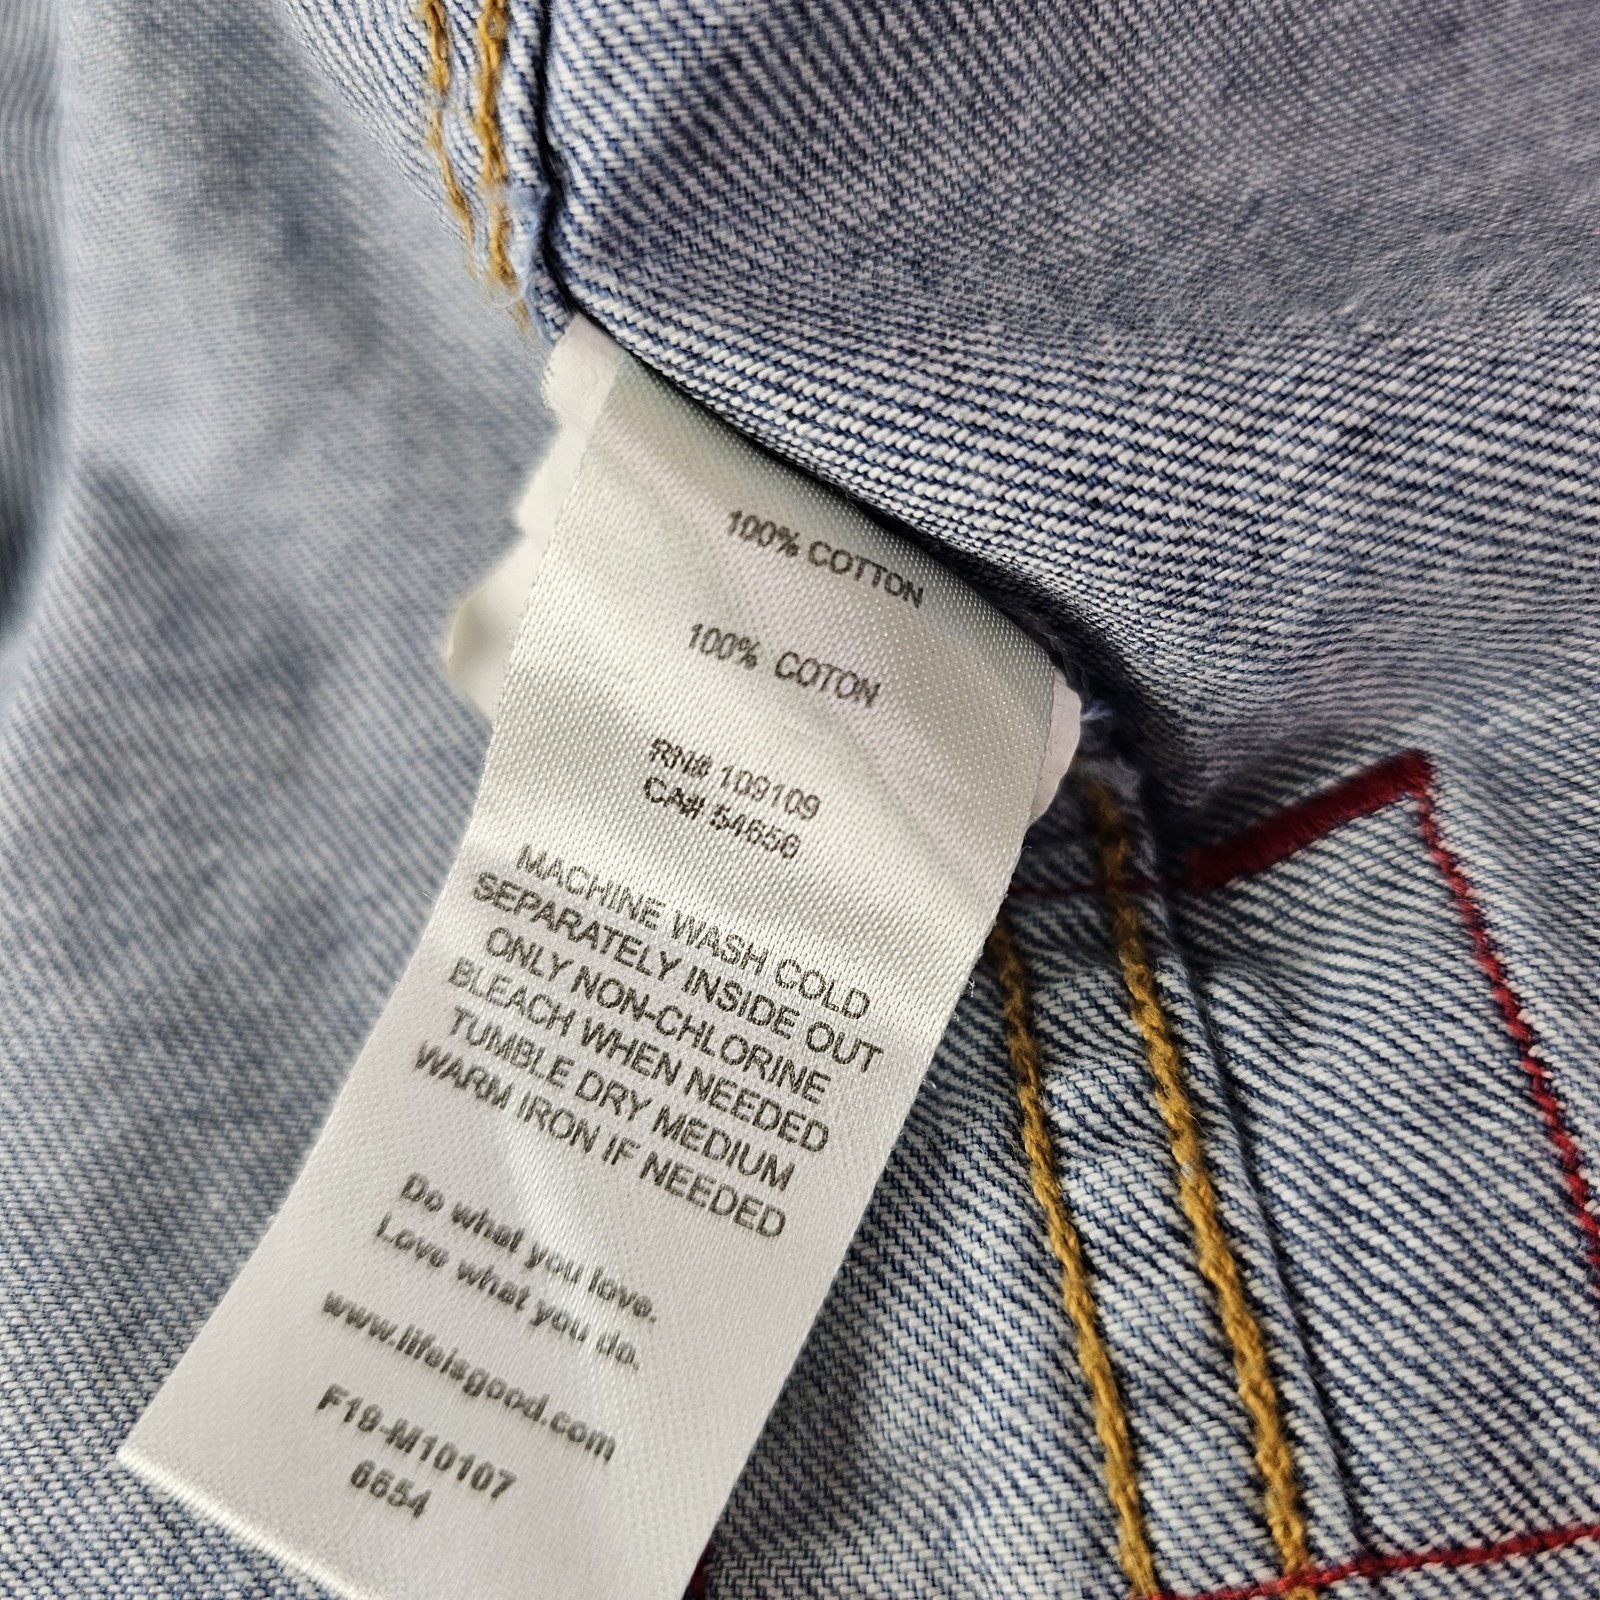 100% COTTON
100% COTON
RN# 109109
CA# 54656
MACHINE WASH COLD
SEPARATELY INSIDE OUT
ONLY NON-CHLORINE
BLEACH WHEN NEEDED
TUMBLE DRY MEDIUM
WARM IRON IF NEEDED
Do what you love.
Love what you do.
www.lifeisgood.com
F19-M10107
6654